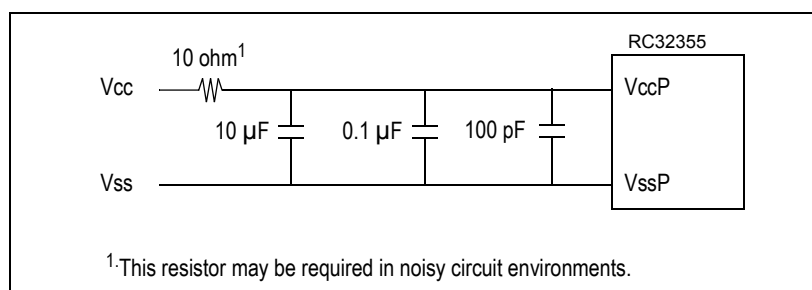 RC32355
10 ohm1
Vcc
VccP
10 µF
0.1 µF
100 pF
Vss
VssP
1.This resistor may be required in noisy circuit environments.